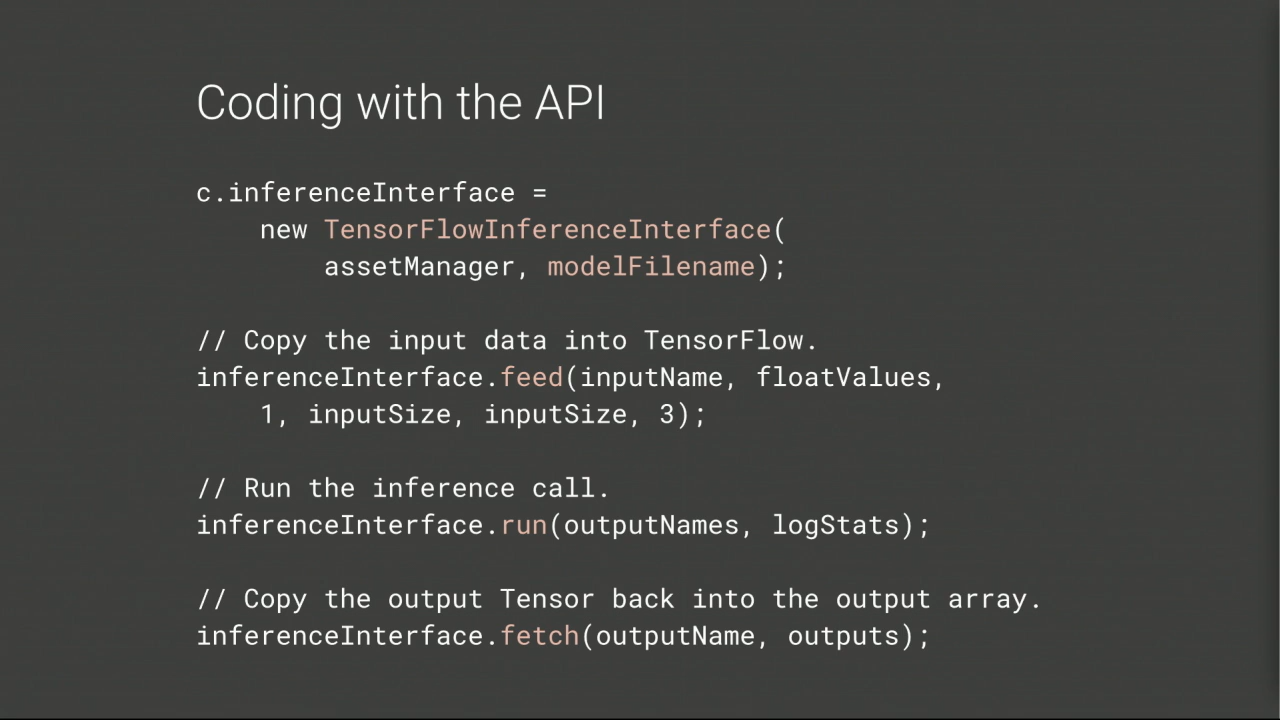 Coding with the API
c.inferenceInterface =
    new TensorFlowInferenceInterface(
        assetManager, modelFilename);
// Copy the input data into TensorFlow.
inferenceInterface.feed(inputName, floatValues,
    1, inputSize, inputSize, 3);
// Run the inference call.
inferenceInterface.run(outputNames, logStats);
// Copy the output Tensor back into the output array.
inferenceInterface.fetch(outputName, outputs);